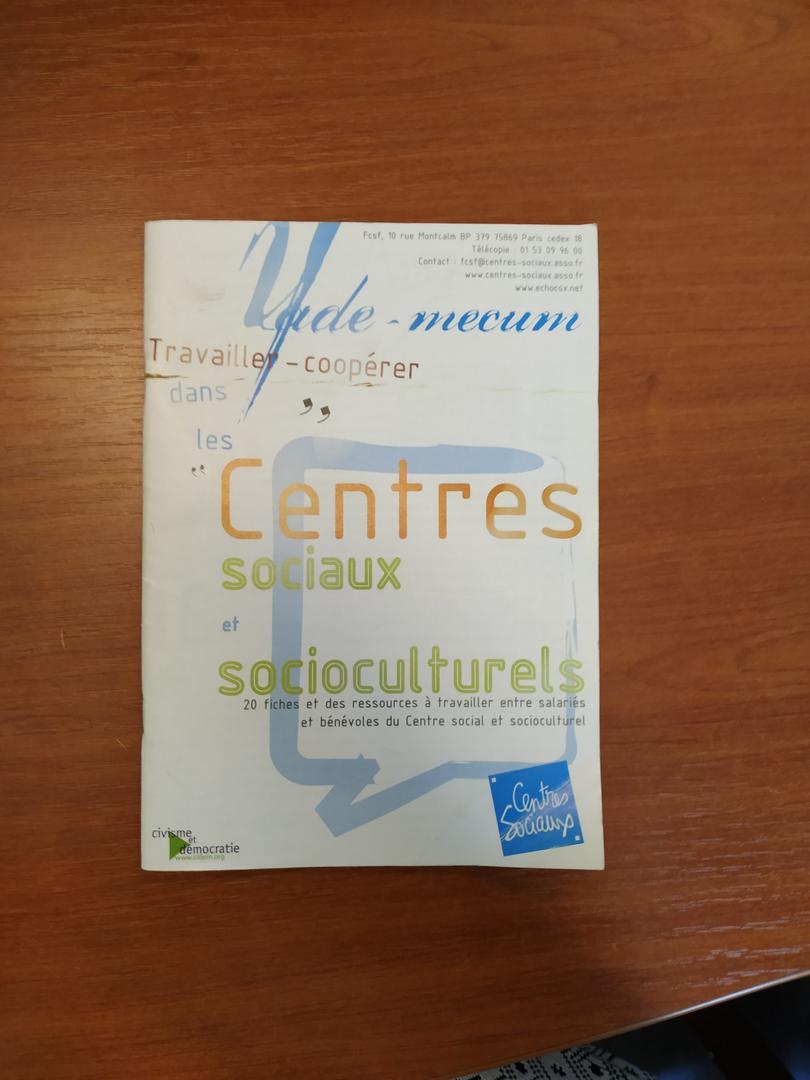 Fcsf, 10 rue Montcalm BP 379 75869 Paris cedex 18
Télécopie : 01 53 09 96 00
Contact : fcsf@centres-sociaux.asso.fr
www.centres-sociaux.asso.fr
www.echocsx.net
Vade-mecum
Travailler-coopérer
dans
les
"Centres
sociaux
et
socioculturels
20 fiches et des ressources à travailler entre salariés
et bénévoles du Centre social et socioculturel
Centres
Sociaux
civisme
et
démocratie
www.cidem.org